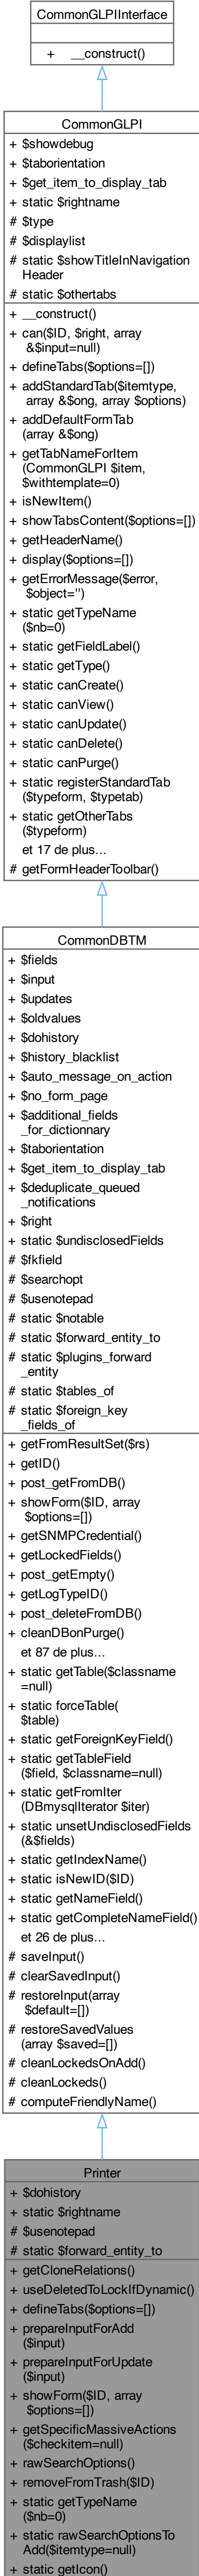 CommonGLPIInterface
+ __construct()
CommonGLPI
+ $showdebug
+ $taborientation
+ $get_item_to_display_tab
+ static $rightname
# $type
# $displaylist
# static $showTitleInNavigation
Header
# static $othertabs
+ __construct()
+ can($ID, $right, array
&$input=null)
+ defineTabs($options=[])
+ addStandardTab($itemtype,
array &$ong, array $options)
+ addDefaultFormTab
(array &$ong)
+ getTabNameForItem
(CommonGLPI $item,
$withtemplate=0)
+ isNewItem()
+ showTabsContent($options=[])
+ getHeaderName()
+ display($options=[])
+ getErrorMessage($error,
$object='')
+ static getTypeName
($nb=0)
+ static getFieldLabel()
+ static getType()
+ static canCreate()
+ static canView()
+ static canUpdate()
+ static canDelete()
+ static canPurge()
+ static registerStandardTab
($typeform, $typetab)
+ static getOtherTabs
($typeform)
et 17 de plus...
# getFormHeaderToolbar()
CommonDBTM
+ $fields
+ $input
+ $updates
+ $oldvalues
+ $dohistory
+ $history_blacklist
+ $auto_message_on_action
+ $no_form_page
+ $additional_fields
_for_dictionnary
+ $taborientation
+ $get_item_to_display_tab
+ $deduplicate_queued
_notifications
+ $right
+ static $undisclosedFields
# $fkfield
# $searchopt
# $usenotepad
# static $notable
# static $forward_entity_to
# static $plugins_forward
_entity
# static $tables_of
# static $foreign_key
_fields_of
+ getFromResultSet($rs)
+ getID()
+ post_getFromDB()
+ showForm($ID, array
$options=[])
+ getSNMPCredential()
+ getLockedFields()
+ post_getEmpty()
+ getLogTypeID()
+ post_deleteFromDB()
+ cleanDBonPurge()
et 87 de plus...
+ static getTable($classname
=null)
+ static forceTable(
$table)
+ static getForeignKeyField()
+ static getTableField
($field, $classname=null)
+ static getFromIter
(DBmysqlIterator $iter)
+ static unsetUndisclosedFields
(&$fields)
+ static getIndexName()
+ static isNewID($ID)
+ static getNameField()
+ static getCompleteNameField()
et 26 de plus...
# saveInput()
# clearSavedInput()
# restoreInput(array
$default=[])
# restoreSavedValues
(array $saved=[])
# cleanLockedsOnAdd()
# cleanLockeds()
# computeFriendlyName()
Printer
+ $dohistory
+ static $rightname
# $usenotepad
# static $forward_entity_to
+ getCloneRelations()
+ useDeletedToLockIfDynamic()
+ defineTabs($options=[])
+ prepareInputForAdd
($input)
+ prepareInputForUpdate
($input)
+ showForm($ID, array
$options=[])
+ getSpecificMassiveActions
($checkitem=null)
+ rawSearchOptions()
+ removeFromTrash($ID)
+ static getTypeName
($nb=0)
+ static rawSearchOptionsTo
Add($itemtype=null)
+ static getIcon()